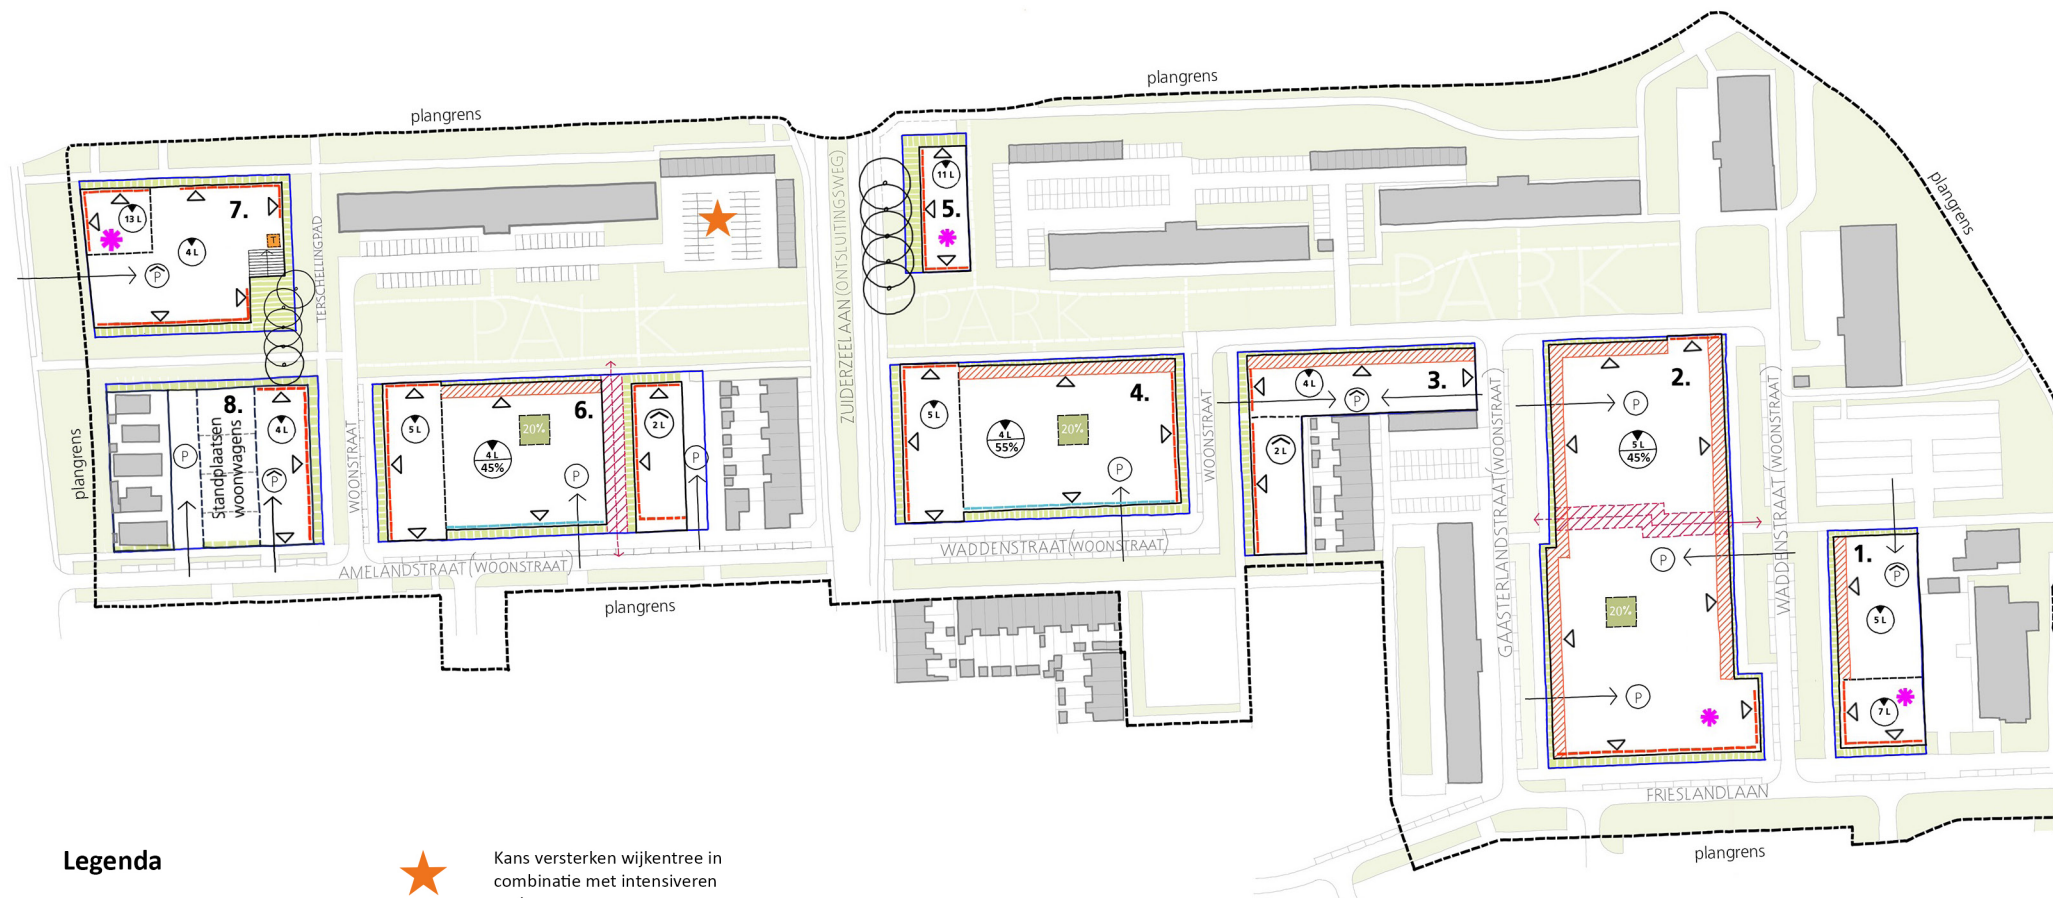 plangrens
plangrens
plangrens
plangrens
plangrens
plangrens
7.
13 L
4 L
P
T
TERSCHELLINGPAD
8.
Standplaatsen
woonwagens
P
4 L
P
WOONSTRAAT
PARK
6.
5 L
4 L
45%
20%
P
2 L
P
AMELANDSTRAAT (WOONSTRAAT)
ZUIDERZEELAAN (ONTSLUITINGSWEG)
5.
11 L
PARK
PARK
4.
5 L
4 L
55%
20%
P
WADDENSTRAAT (WOONSTRAAT)
WOONSTRAAT
3.
4 L
P
2 L
GAASTERLANDSTRAAT (WOONSTRAAT)
2.
P
5 L
45%
P
20%
P
WADDENSTRAAT (WOONSTRAAT)
1.
P
5 L
7 L
FRIESLANDLAAN
Legenda
Kans versterken wijkentree in
combinatie met intensiveren